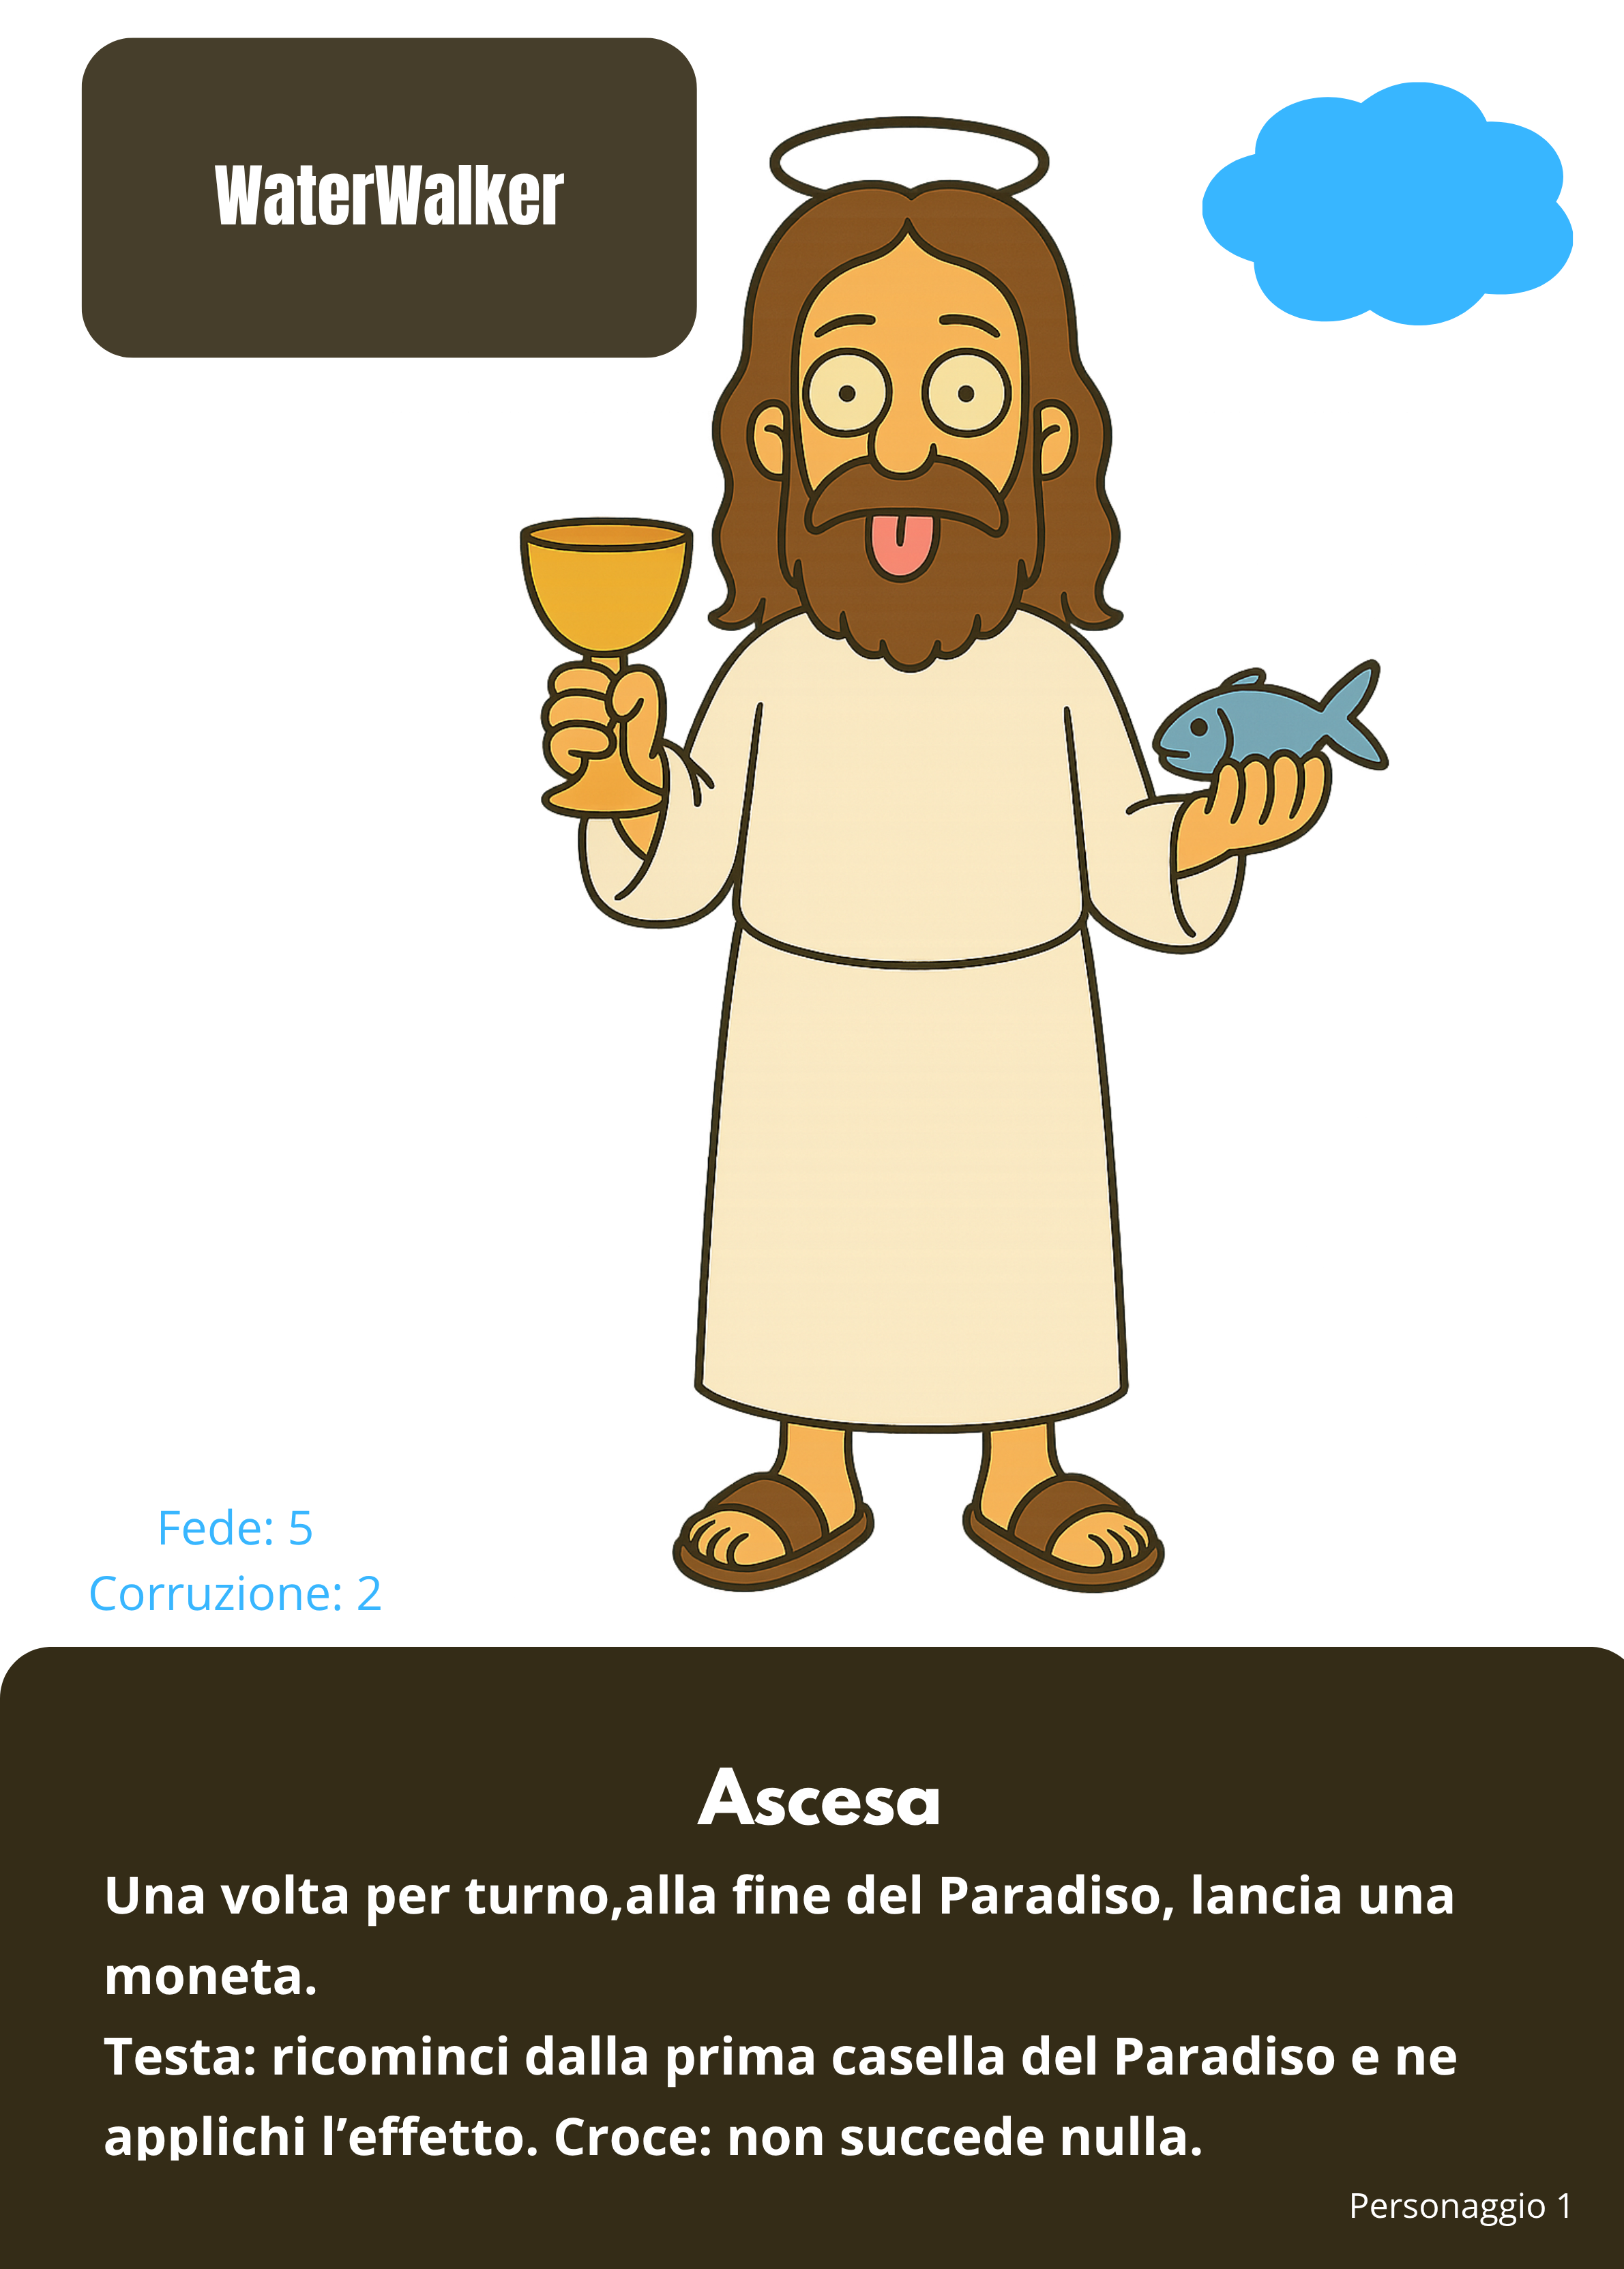 WaterWalker
Fede: 5
Corruzione: 2
Ascesa
Una volta per turno,alla fine del Paradiso, lancia una
moneta.
Testa: ricominci dalla prima casella del Paradiso e ne
applichi l’effetto. Croce: non succede nulla.
Personaggio 1